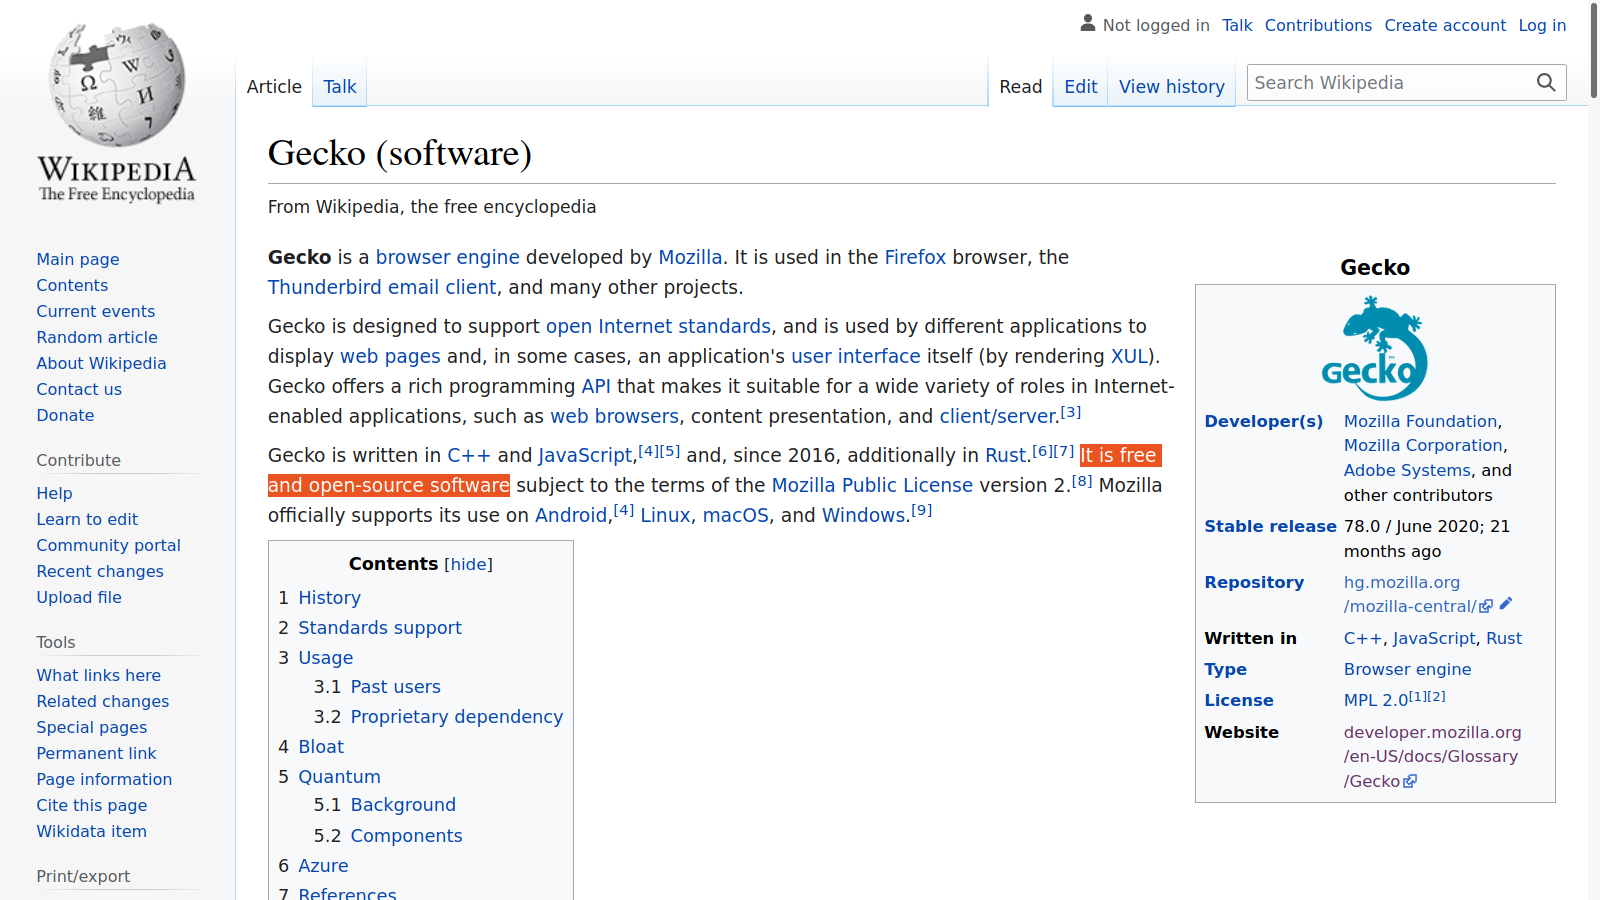 Not logged in Talk Contributions Create account Log in
Article Talk Read Edit View history Search Wikipedia
WIKIPEDIA
The Free Encyclopedia
Main page
Contents
Current events
Random article
About Wikipedia
Contact us
Donate
Contribute
Help
Learn to edit
Community portal
Recent changes
Upload file
Tools
What links here
Related changes
Special pages
Permanent link
Page information
Cite this page
Wikidata item
Print/export
Gecko (software)
From Wikipedia, the free encyclopedia
Gecko is a browser engine developed by Mozilla. It is used in the Firefox browser, the
Thunderbird email client, and many other projects.
Gecko is designed to support open Internet standards, and is used by different applications to
display web pages and, in some cases, an application's user interface itself (by rendering XUL).
Gecko offers a rich programming API that makes it suitable for a wide variety of roles in Internet-
enabled applications, such as web browsers, content presentation, and client/server.[3]
Gecko is written in C++ and JavaScript,[4][5] and, since 2016, additionally in Rust.[6][7] It is free
and open-source software subject to the terms of the Mozilla Public License version 2.[8] Mozilla
officially supports its use on Android,[4] Linux, macOS, and Windows.[9]
Contents [hide]
1 History
2 Standards support
3 Usage
3.1 Past users
3.2 Proprietary dependency
4 Bloat
5 Quantum
5.1 Background
5.2 Components
6 Azure
7 References
Gecko
Gecko™
Developer(s) Mozilla Foundation,
Mozilla Corporation,
Adobe Systems, and
other contributors
Stable release 78.0 / June 2020; 21
months ago
Repository hg.mozilla.org
/mozilla-central/
Written in C++, JavaScript, Rust
Type Browser engine
License MPL 2.0[1][2]
Website developer.mozilla.org
/en-US/docs/Glossary
/Gecko